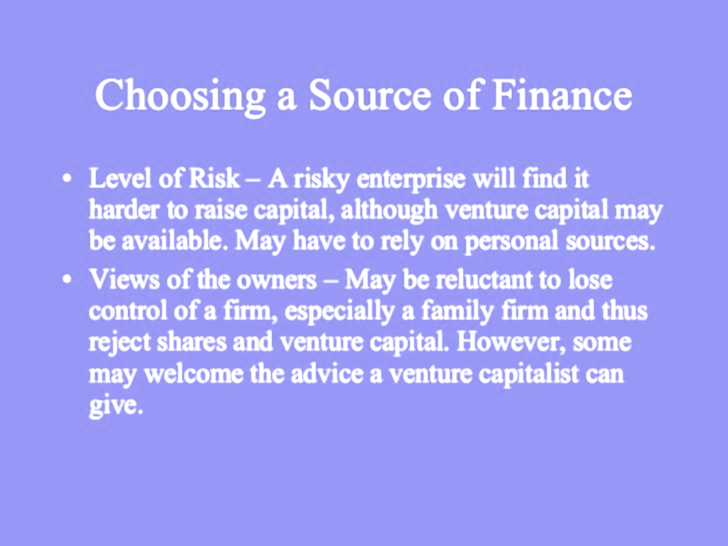 Choosing a Source of Finance
• Level of Risk – A risky enterprise will find it
harder to raise capital, although venture capital may
be available. May have to rely on personal sources.
• Views of the owners – May be reluctant to lose
control of a firm, especially a family firm and thus
reject shares and venture capital. However, some
may welcome the advice a venture capitalist can
give.